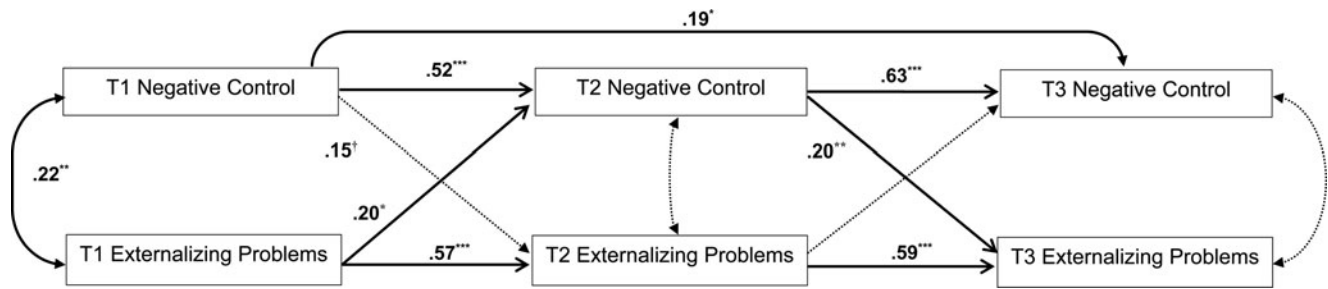 .19*
T1 Negative Control
.52***
T2 Negative Control
.63***
T3 Negative Control
.22**
.15†
.20*
.20**
T1 Externalizing Problems
.57***
T2 Externalizing Problems
.59***
T3 Externalizing Problems